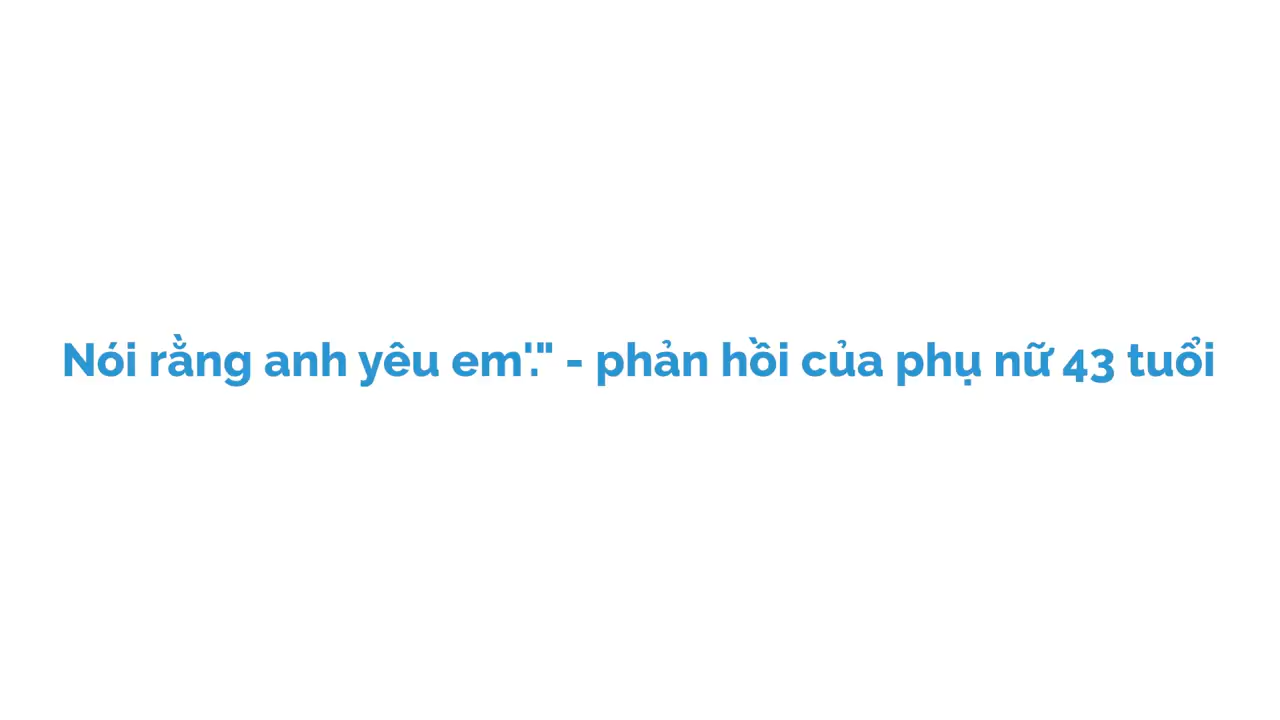 Nói rằng anh yêu em'." - phản hồi của phụ nữ 43 tuổi